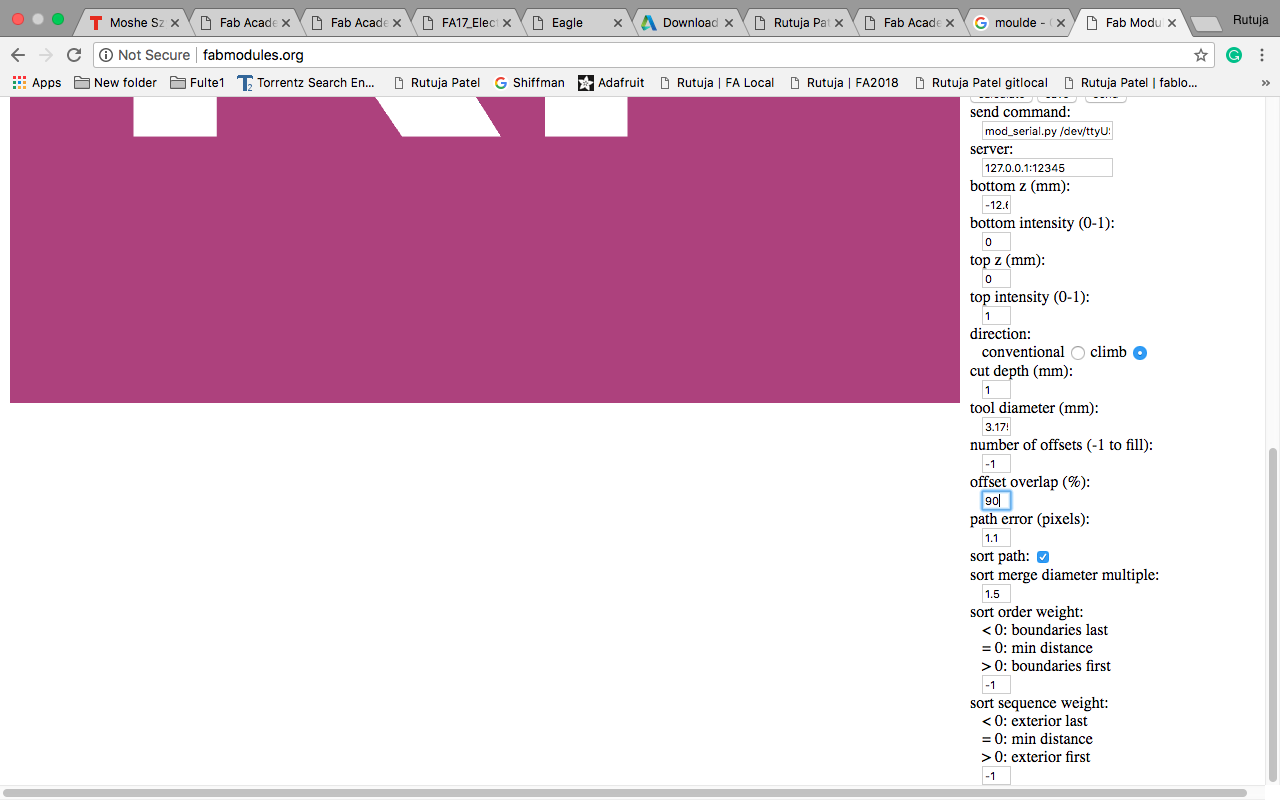 Moshe Sz
Fab Acade
Fab Acade
FA17_Elec
Eagle
Download
Rutuja Pat
Fab Acade
moulde -
Fab Modu
Rutuja
Not Secure
fabmodules.org
Apps
New folder
Fulte1
Torrentz Search En...
Rutuja Patel
Shiffman
Adafruit
Rutuja | FA Local
Rutuja | FA2018
Rutuja Patel gitlocal
Rutuja Patel | fablo...
»
send command:
mod_serial.py /dev/ttyUS
server:
127.0.0.1:12345
bottom z (mm):
-12.6
bottom intensity (0-1):
0
top z (mm):
0
top intensity (0-1):
1
direction:
conventional climb
cut depth (mm):
1
tool diameter (mm):
3.175
number of offsets (-1 to fill):
-1
offset overlap (%):
90
path error (pixels):
1.1
sort path:
sort merge diameter multiple:
1.5
sort order weight:
< 0: boundaries last
= 0: min distance
> 0: boundaries first
-1
sort sequence weight:
< 0: exterior last
= 0: min distance
> 0: exterior first
-1